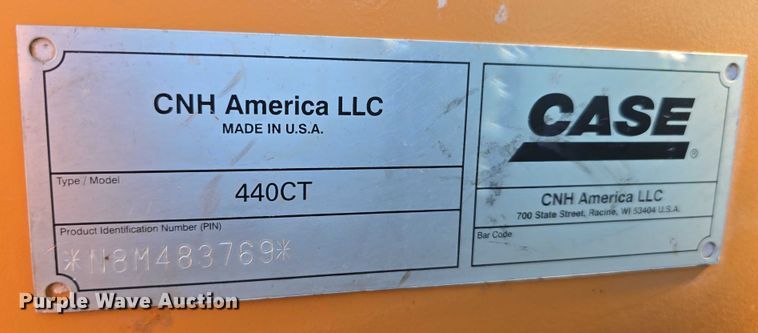 CNH America LLC
MADE IN U.S.A.
Type / Model
440CT
Product Identification Number (PIN)
*N8M483769*
CASE®
CNH America LLC
700 State Street, Racine, WI 53404 U.S.A.
Bar Code
Purple Wave Auction